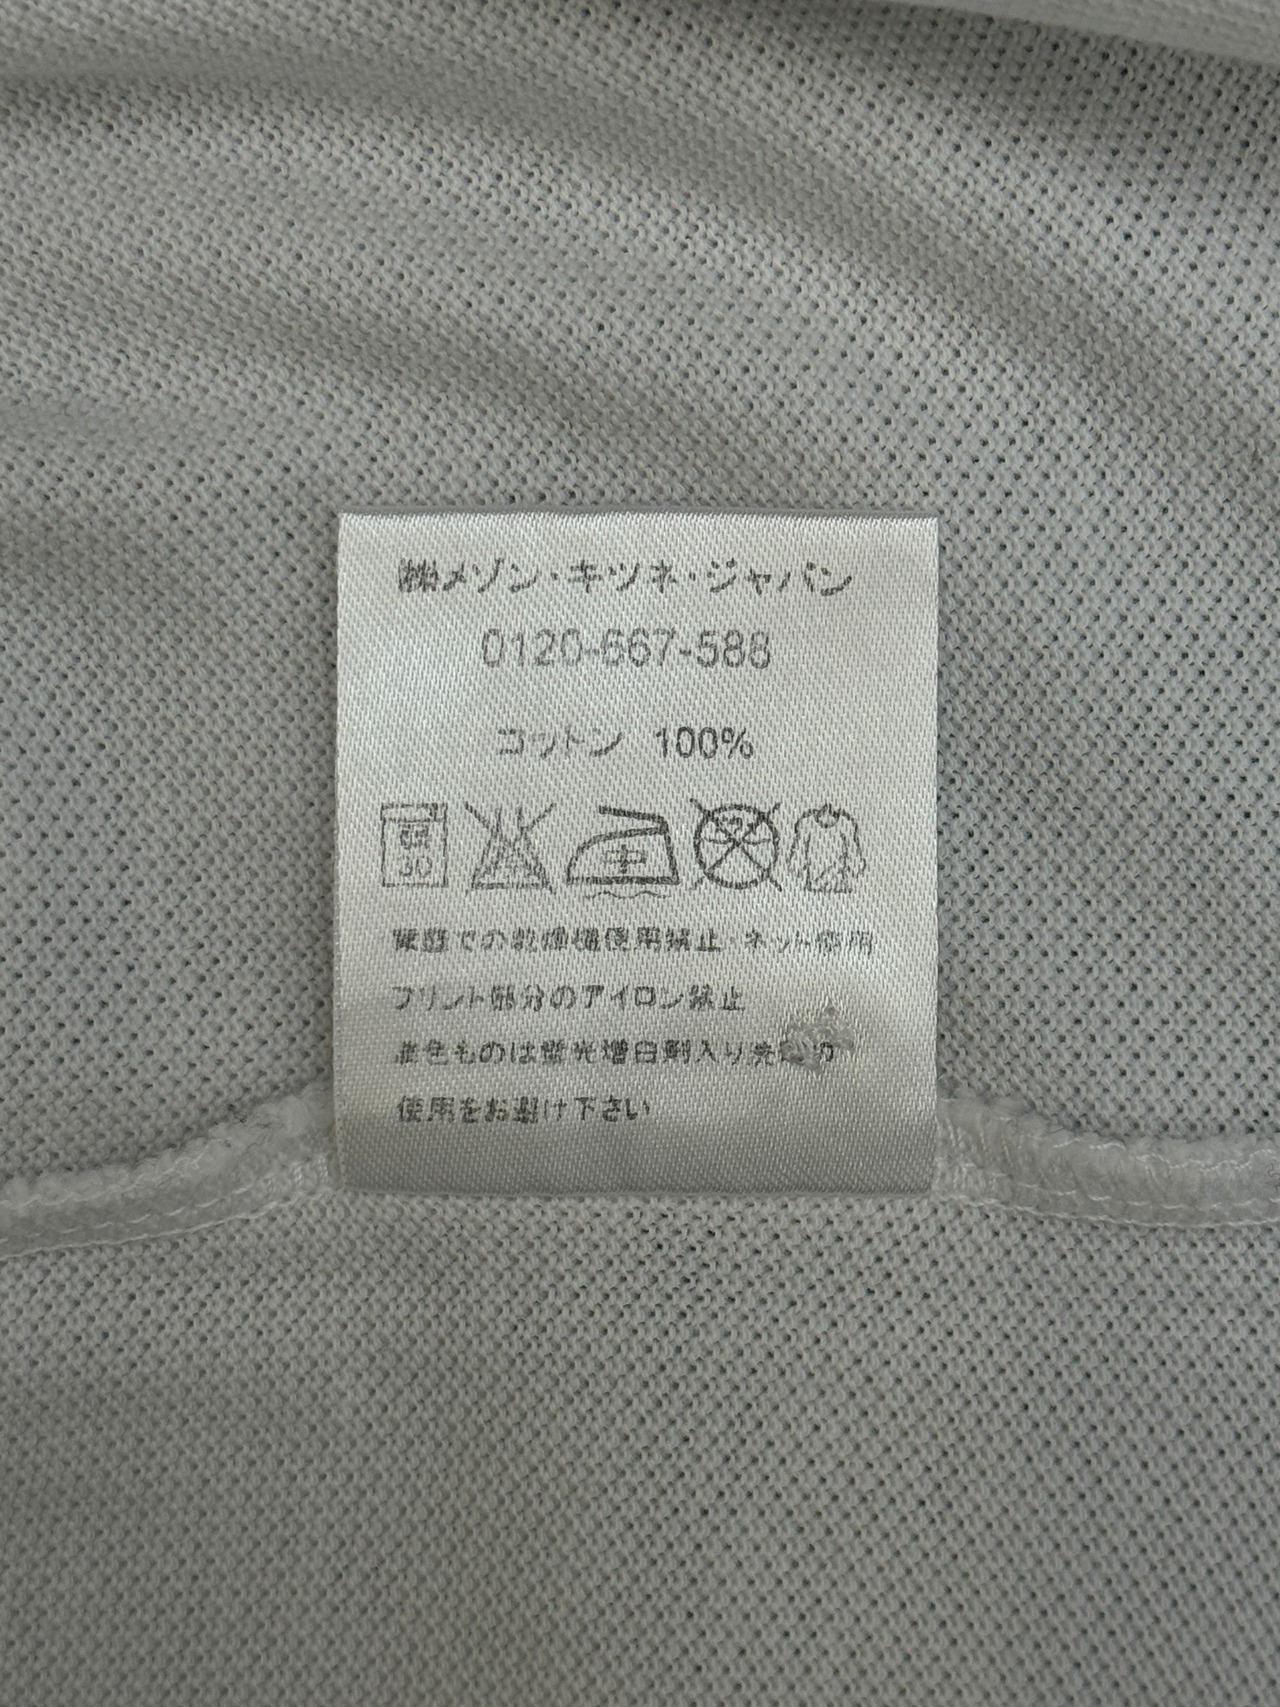 ㈱メゾン・キツネ・ジャパン
0120-667-588
コットン 100%
中
家庭での乾燥機使用禁止・ネット使用
プリント部分のアイロン禁止
淡色ものは蛍光増白剤入り洗 の
使用をお避け下さい